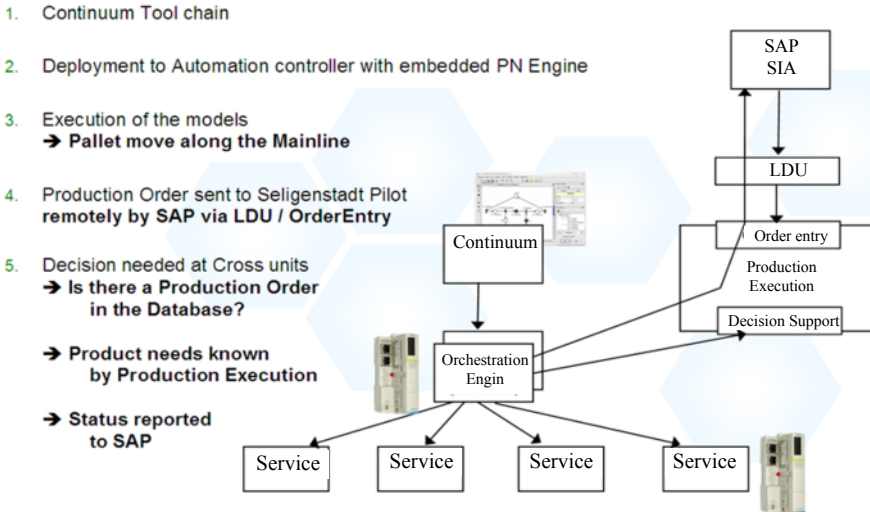 1. Continuum Tool chain
2. Deployment to Automation controller with embedded PN Engine
3. Execution of the models
➔ Pallet move along the Mainline
4. Production Order sent to Seligenstadt Pilot
remotely by SAP via LDU / OrderEntry
5. Decision needed at Cross units
➔ Is there a Production Order
in the Database?
➔ Product needs known
by Production Execution
➔ Status reported
to SAP
SAP
SIA
LDU
Order entry
Production
Execution
Decision Support
Continuum
Orchestration
Engin
Service
Service
Service
Service